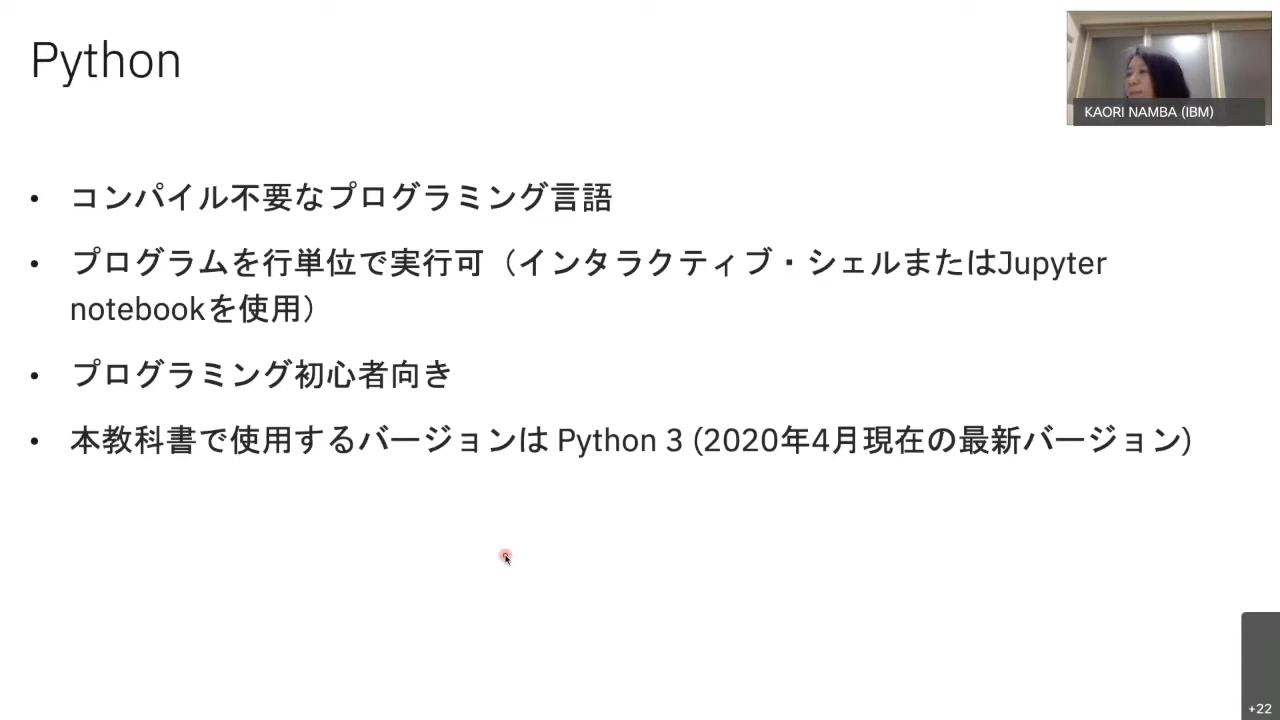 Python
KAORI NAMBA (IBM)
• コンパイル不要なプログラミング言語
• プログラムを行単位で実行可（インタラクティブ・シェルまたはJupyter
notebookを使用）
• プログラミング初心者向き
• 本教科書で使用するバージョンは Python 3 (2020年4月現在の最新バージョン)
+22